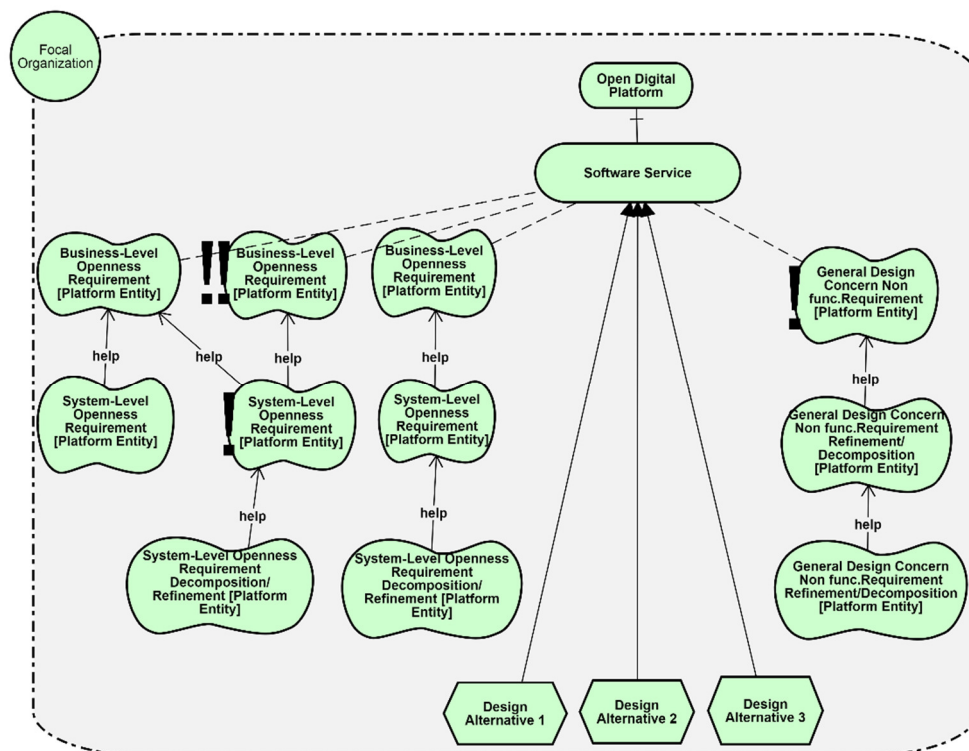 Focal
Organization
Open Digital
Platform
Software Service
Business-Level
Openness
Requirement
[Platform Entity]
!!
Business-Level
Openness
Requirement
[Platform Entity]
Business-Level
Openness
Requirement
[Platform Entity]
!
General Design
Concern Non
func.Requirement
[Platform Entity]
help
help
help
help
help
System-Level
Openness
Requirement
[Platform Entity]
!
System-Level
Openness
Requirement
[Platform Entity]
System-Level
Openness
Requirement
[Platform Entity]
General Design Concern
Non func.Requirement
Refinement/
Decomposition
[Platform Entity]
help
help
help
System-Level Openness
Requirement
Decomposition/
Refinement [Platform
Entity]
System-Level Openness
Requirement
Decomposition/
Refinement [Platform
Entity]
General Design Concern
Non func.Requirement
Refinement/Decomposition
[Platform Entity]
Design
Alternative 1
Design
Alternative 2
Design
Alternative 3